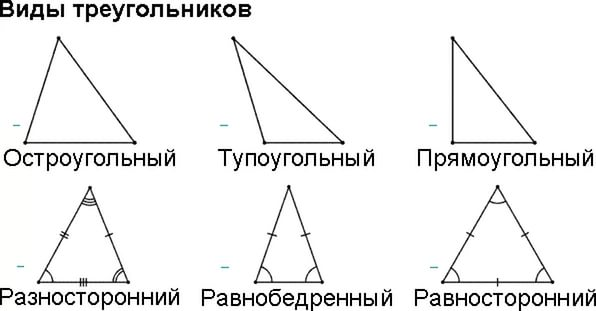 Виды треугольников
Остроугольный Тупоугольный Прямоугольный
Разносторонний Равнобедренный Равносторонний